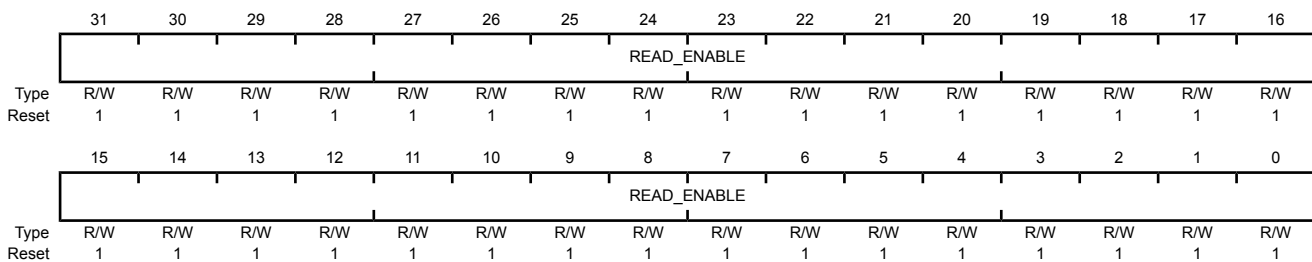 31 30 29 28 27 26 25 24 23 22 21 20 19 18 17 16
READ_ENABLE
Type R/W R/W R/W R/W R/W R/W R/W R/W R/W R/W R/W R/W R/W R/W R/W R/W
Reset 1 1 1 1 1 1 1 1 1 1 1 1 1 1 1 1
15 14 13 12 11 10 9 8 7 6 5 4 3 2 1 0
READ_ENABLE
Type R/W R/W R/W R/W R/W R/W R/W R/W R/W R/W R/W R/W R/W R/W R/W R/W
Reset 1 1 1 1 1 1 1 1 1 1 1 1 1 1 1 1